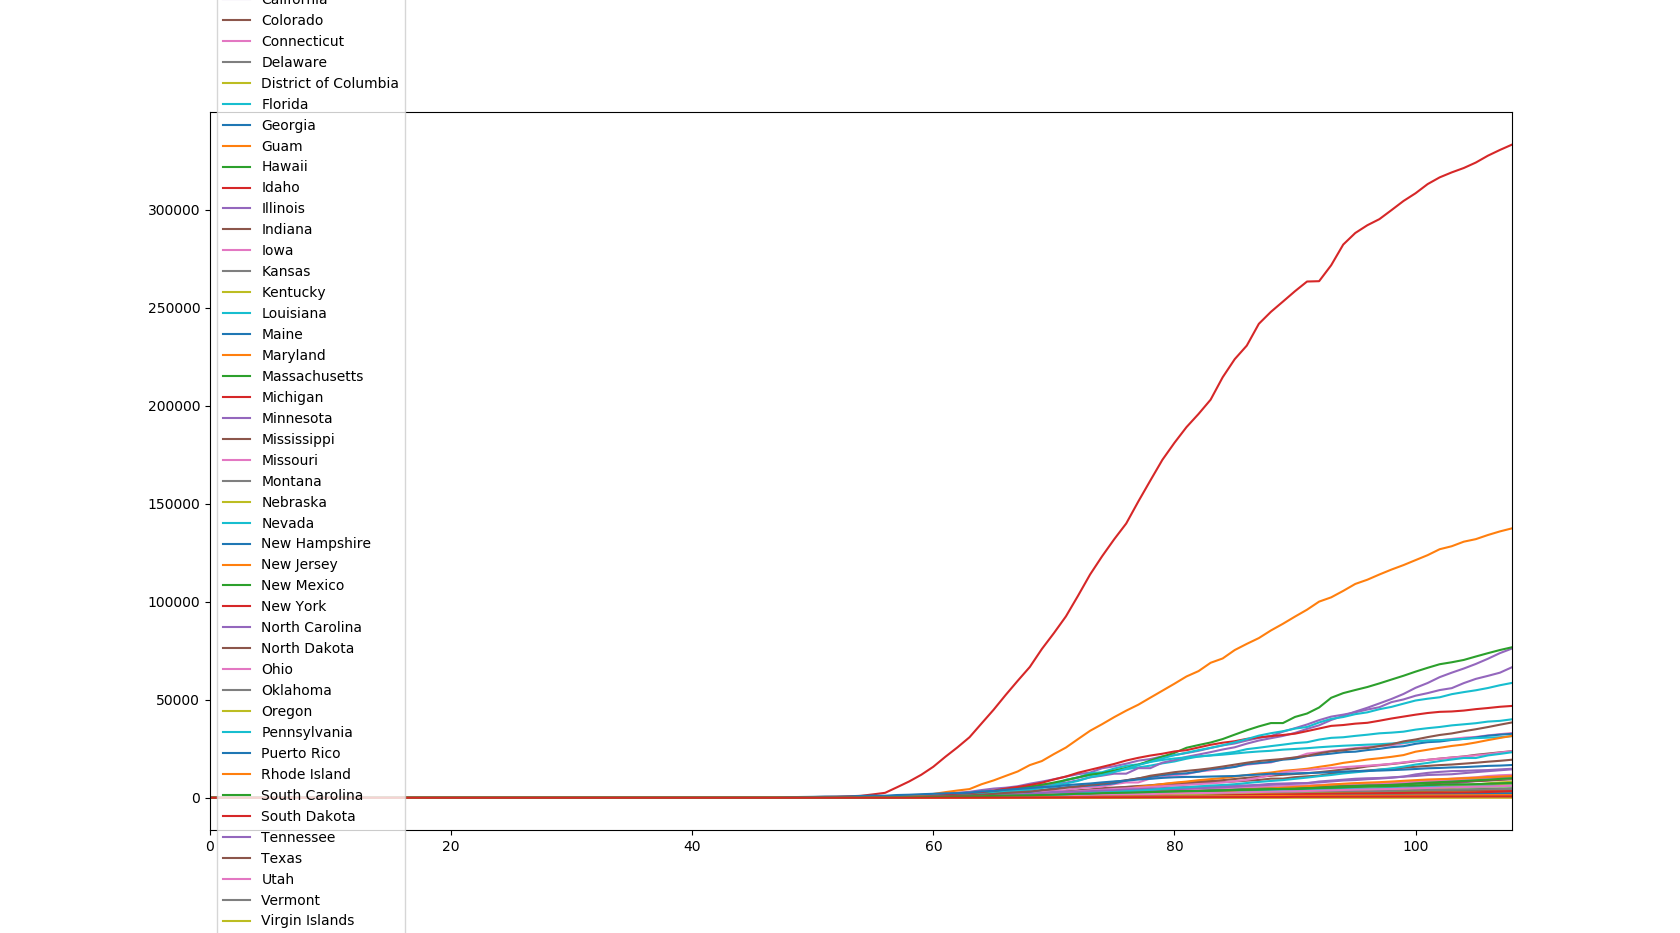 California
Colorado
Connecticut
Delaware
District of Columbia
Florida
Georgia
Guam
Hawaii
Idaho
Illinois
Indiana
Iowa
Kansas
Kentucky
Louisiana
Maine
Maryland
Massachusetts
Michigan
Minnesota
Mississippi
Missouri
Montana
Nebraska
Nevada
New Hampshire
New Jersey
New Mexico
New York
North Carolina
North Dakota
Ohio
Oklahoma
Oregon
Pennsylvania
Puerto Rico
Rhode Island
South Carolina
South Dakota
Tennessee
Texas
Utah
Vermont
Virgin Islands
300000
250000
200000
150000
100000
50000
0
0 20 40 60 80 100